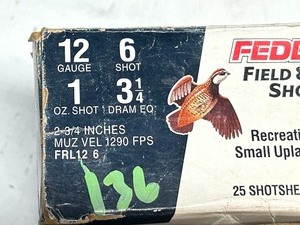 12 6
GAUGE SHOT
1 3 1/4
OZ. SHOT DRAM EQ.
2-3/4 INCHES
MUZ VEL 1290 FPS
FRL12 6
136
FEDE
FIELD &
SHO
Recreati
Small Upla
25 SHOTSHE